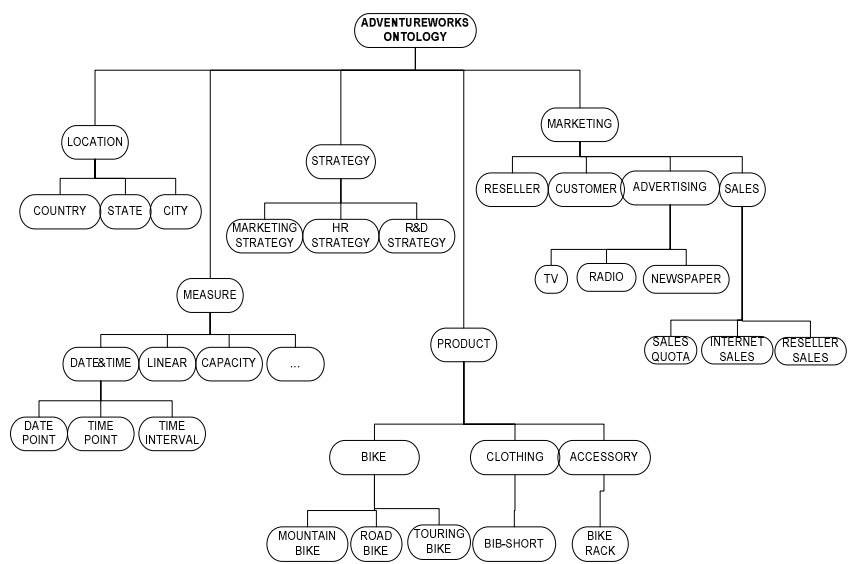 ADVENTUREWORKS
ONTOLOGY
LOCATION
COUNTRY
STATE
CITY
STRATEGY
MARKETING
STRATEGY
HR
STRATEGY
R&D
STRATEGY
MARKETING
RESELLER
CUSTOMER
ADVERTISING
SALES
TV
RADIO
NEWSPAPER
SALES
QUOTA
INTERNET
SALES
RESELLER
SALES
MEASURE
DATE&TIME
LINEAR
CAPACITY
...
DATE
POINT
TIME
POINT
TIME
INTERVAL
PRODUCT
BIKE
CLOTHING
ACCESSORY
MOUNTAIN
BIKE
ROAD
BIKE
TOURING
BIKE
BIB-SHORT
BIKE
RACK